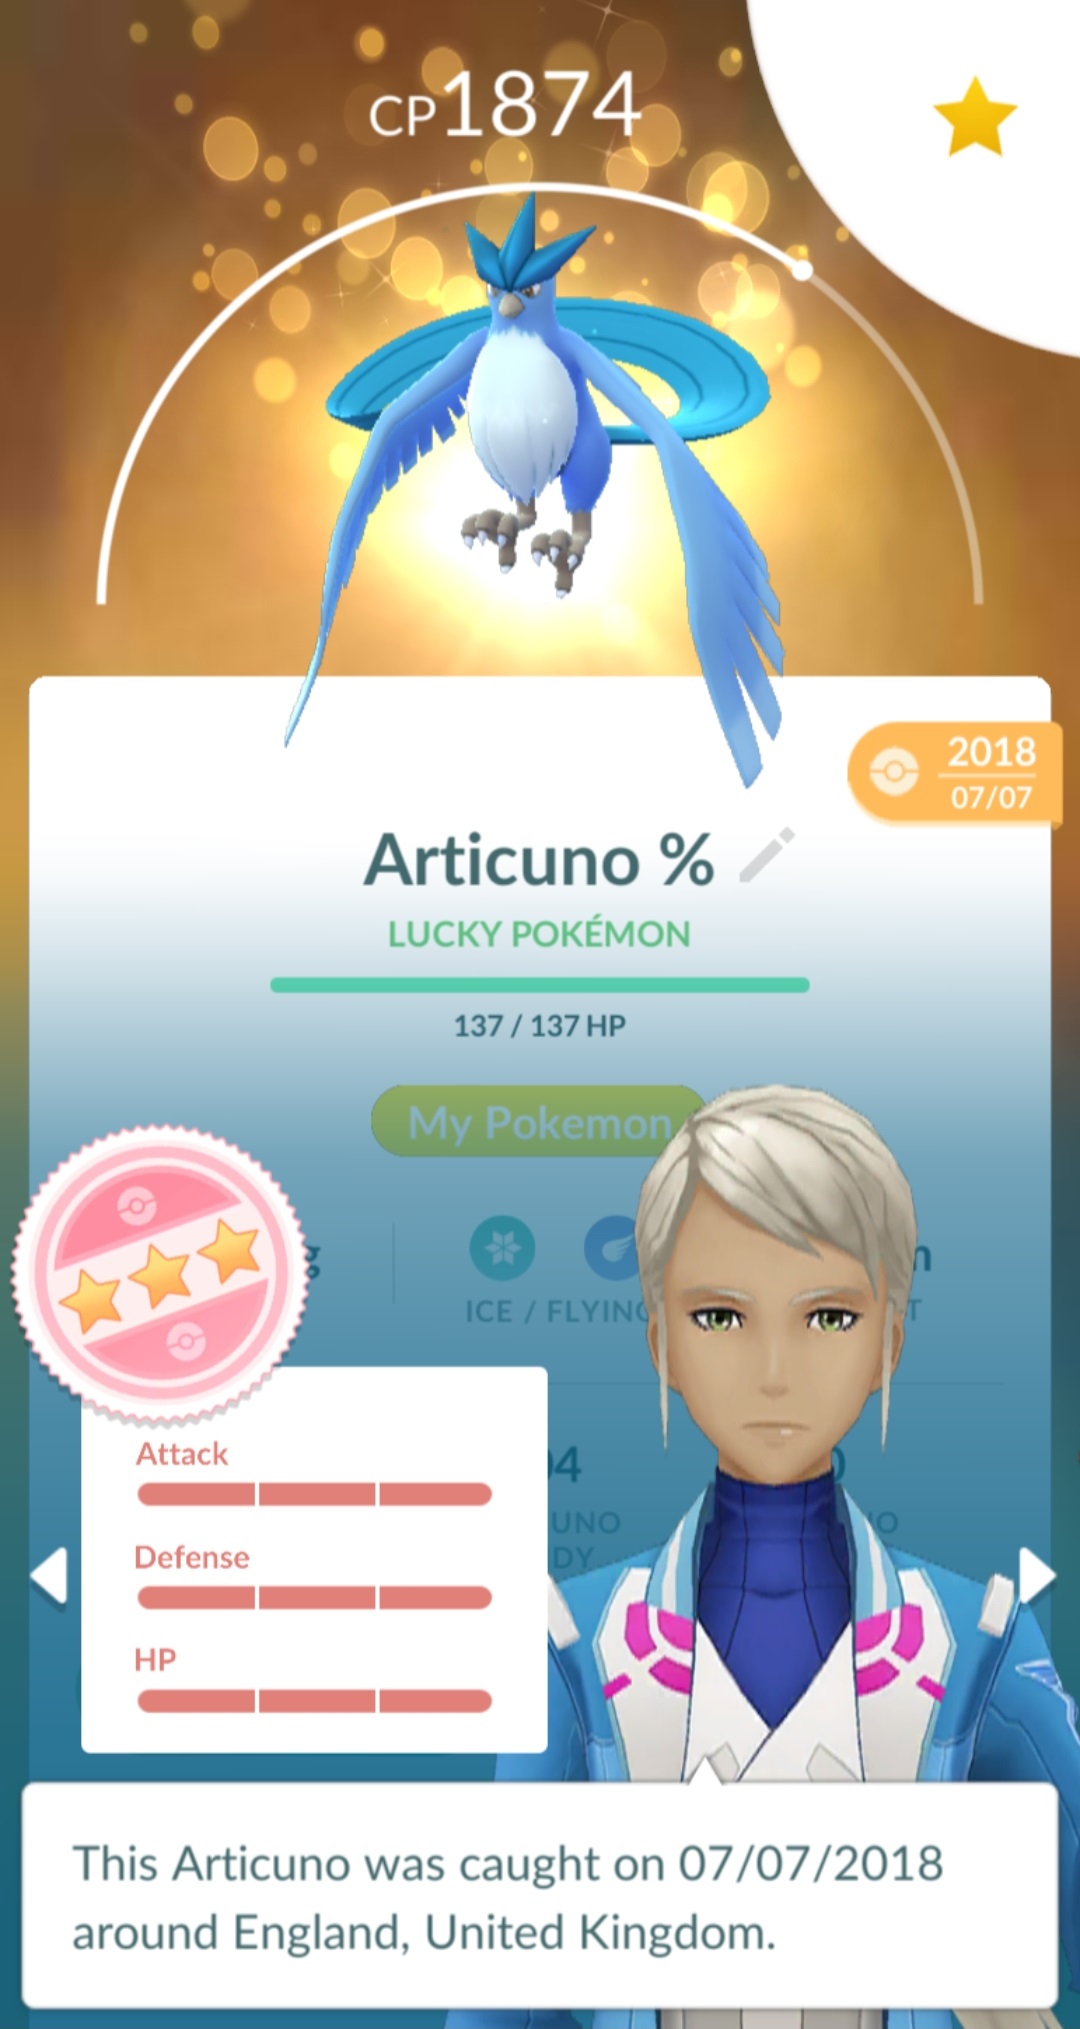 CP1874
2018
07/07
Articuno %
LUCKY POKÉMON
137 / 137 HP
My Pokemon
ICE / FLYING
Attack
Defense
HP
This Articuno was caught on 07/07/2018
around England, United Kingdom.